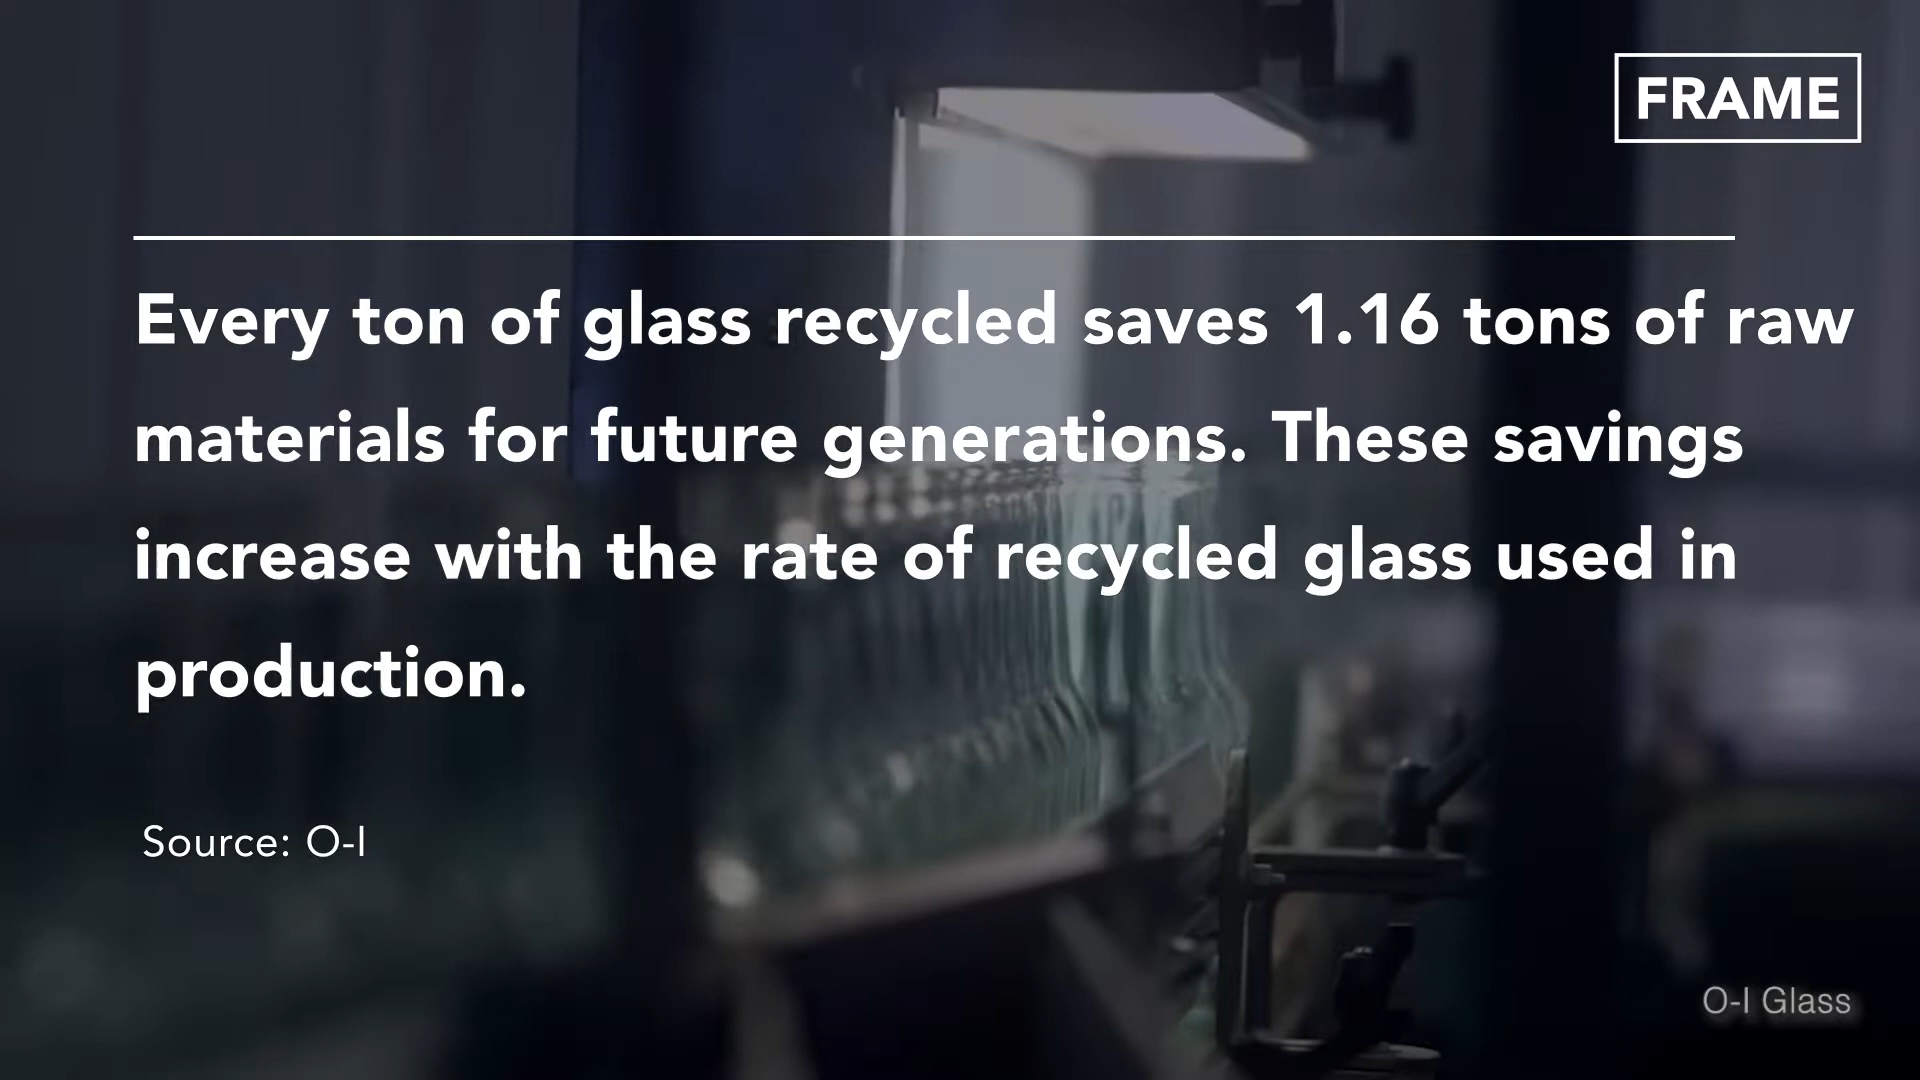 FRAME
Every ton of glass recycled saves 1.16 tons of raw
materials for future generations. These savings
increase with the rate of recycled glass used in
production.
Source: O-I
O-I Glass